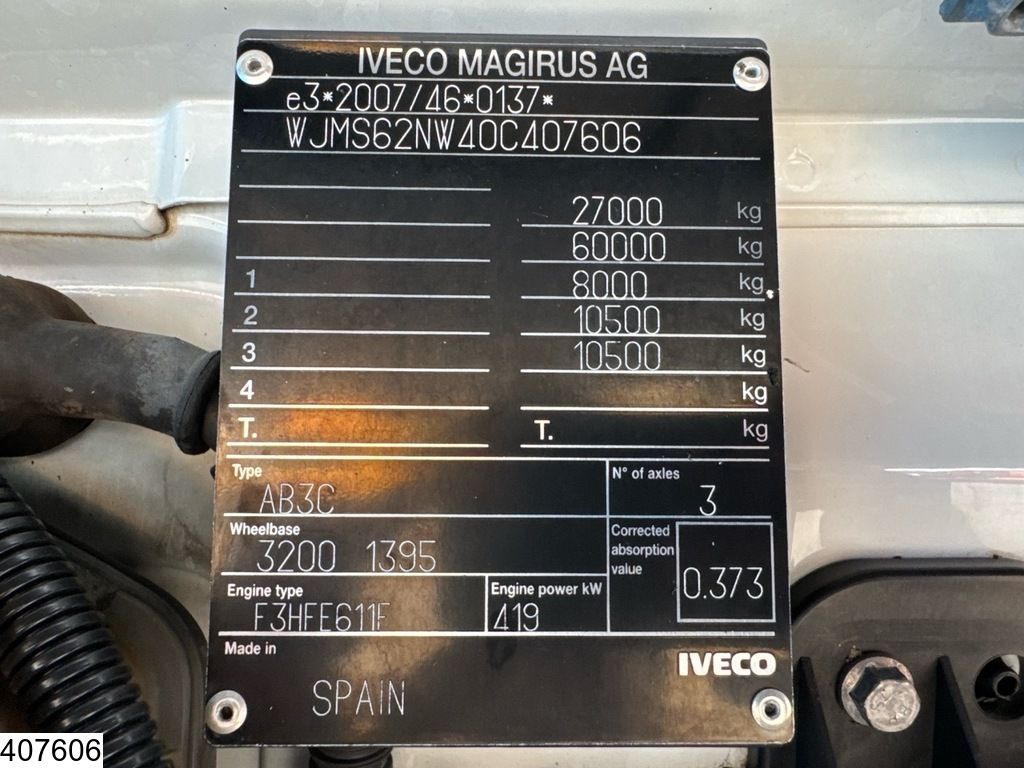 IVECO MAGIRUS AG
e3*2007/46*0137*
WJMS62NW40C407606
27000 kg
60000 kg
1 8000 kg
2 10500 kg
3 10500 kg
4 kg
T. T. kg
Type N° of axles
AB3C 3
Wheelbase Corrected absorption value
3200 1395 0.373
Engine type Engine power kW
F3HFE611F 419
Made in IVECO
SPAIN
407606